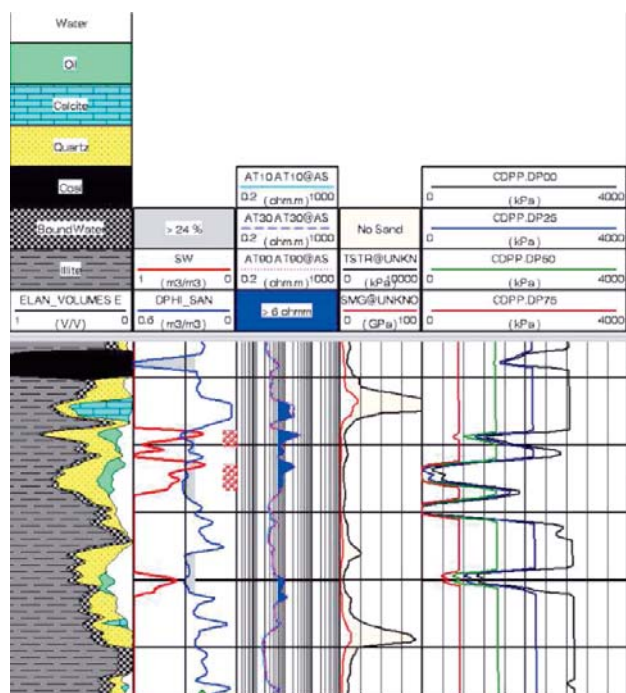 Water
Oil
Calcite
Quartz
Coal
Bound Water
Illite
ELAN_VOLUMES E
1 (V/V) 0
> 24 %
SW
1 (m3/m3) 0
DPHI_SAN
0.6 (m3/m3) 0
AT10 AT10@AS
0.2 (ohm.m) 1000
AT30 AT30@AS
0.2 (ohm.m) 1000
AT90 AT90@AS
0.2 (ohm.m) 1000
> 6 ohmm
No Sand
TSTR@UNKN
0 (kPa) 10000
SMG@UNKNO
0 (GPa) 100
CDPP.DP00
0 (kPa) 4000
CDPP.DP25
0 (kPa) 4000
CDPP.DP50
0 (kPa) 4000
CDPP.DP75
0 (kPa) 4000